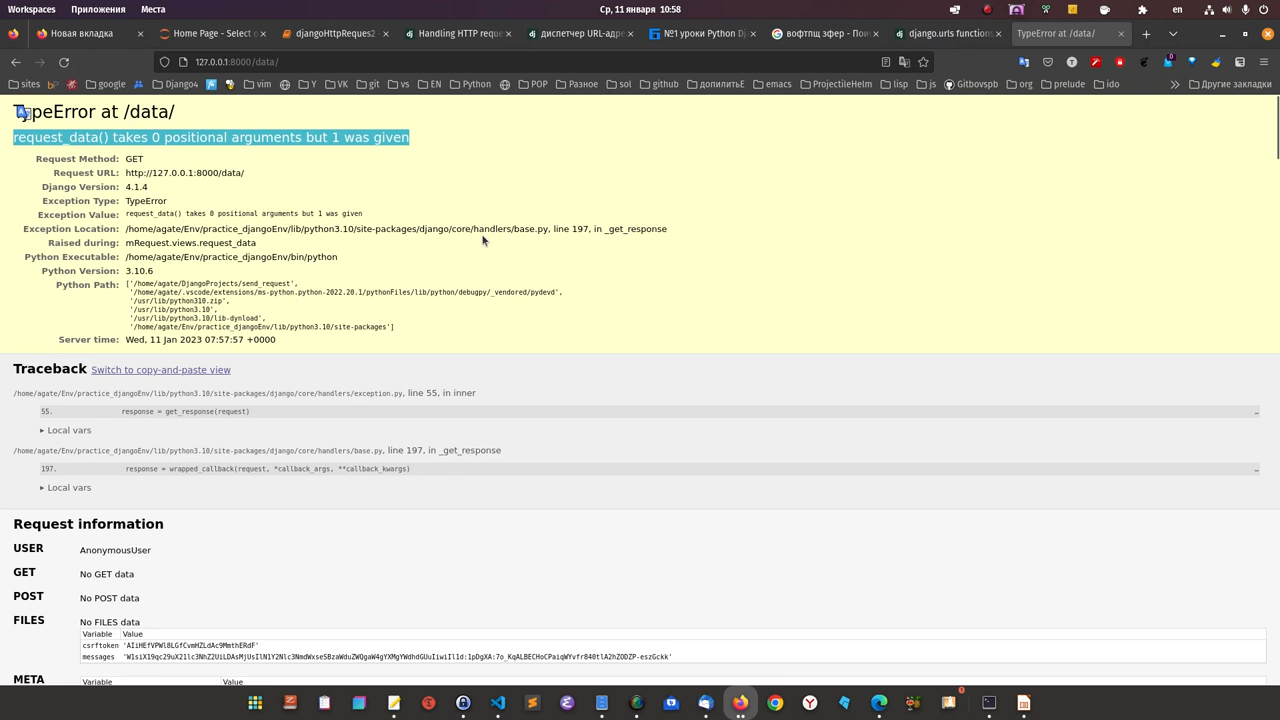 Workspaces Приложения Места Ср, 11 января 10:58 en
Новая вкладка Home Page - Select o djangoHttpReques2 Handling HTTP reque диспетчер URL-адре №1 уроки Python Dj вофтпщ зфер - Поис django.urls functions TypeError at /data/
127.0.0.1:8000/data/
sites В google Django4 vim Y VK git ENV EN Python РОР sol github допилитьЕ emacs ProjectileHelm lisp js Gitbovspb org prelude ido Другие закладки
TypeError at /data/
request_data() takes 0 positional arguments but 1 was given
Request Method: GET
Request URL: http://127.0.0.1:8000/data/
Django Version: 4.1.4
Exception Type: TypeError
Exception Value: request_data() takes 0 positional arguments but 1 was given
Exception Location: /home/agate/Env/practice_djangoEnv/lib/python3.10/site-packages/django/core/handlers/base.py, line 197, in _get_response
Raised during: mRequest.views.request_data
Python Executable: /home/agate/Env/practice_djangoEnv/bin/python
Python Version: 3.10.6
Python Path: ['/home/agate/DjangoProjects/send_request',
'/home/agate/.vscode/extensions/ms-python.python-2022.20.1/pythonFiles/lib/python/debugpy/_vendored/pydevd',
'/usr/lib/python310.zip',
'/usr/lib/python3.10',
'/usr/lib/python3.10/lib-dynload',
'/home/agate/Env/practice_djangoEnv/lib/python3.10/site-packages']
Server time: Wed, 11 Jan 2023 07:57:57 +0000
Traceback Switch to copy-and-paste view
/home/agate/Env/practice_djangoEnv/lib/python3.10/site-packages/django/core/handlers/exception.py, line 55, in inner
55. response = get_response(request) …
▸ Local vars
/home/agate/Env/practice_djangoEnv/lib/python3.10/site-packages/django/core/handlers/base.py, line 197, in _get_response
197. response = wrapped_callback(request, *callback_args, **callback_kwargs) …
▸ Local vars
Request information
USER AnonymousUser
GET No GET data
POST No POST data
FILES No FILES data
Variable Value
csrftoken 'AIiHEfVPWl8LGfCvmHZLdAc9MmthERdF'
messages
META Variable Value